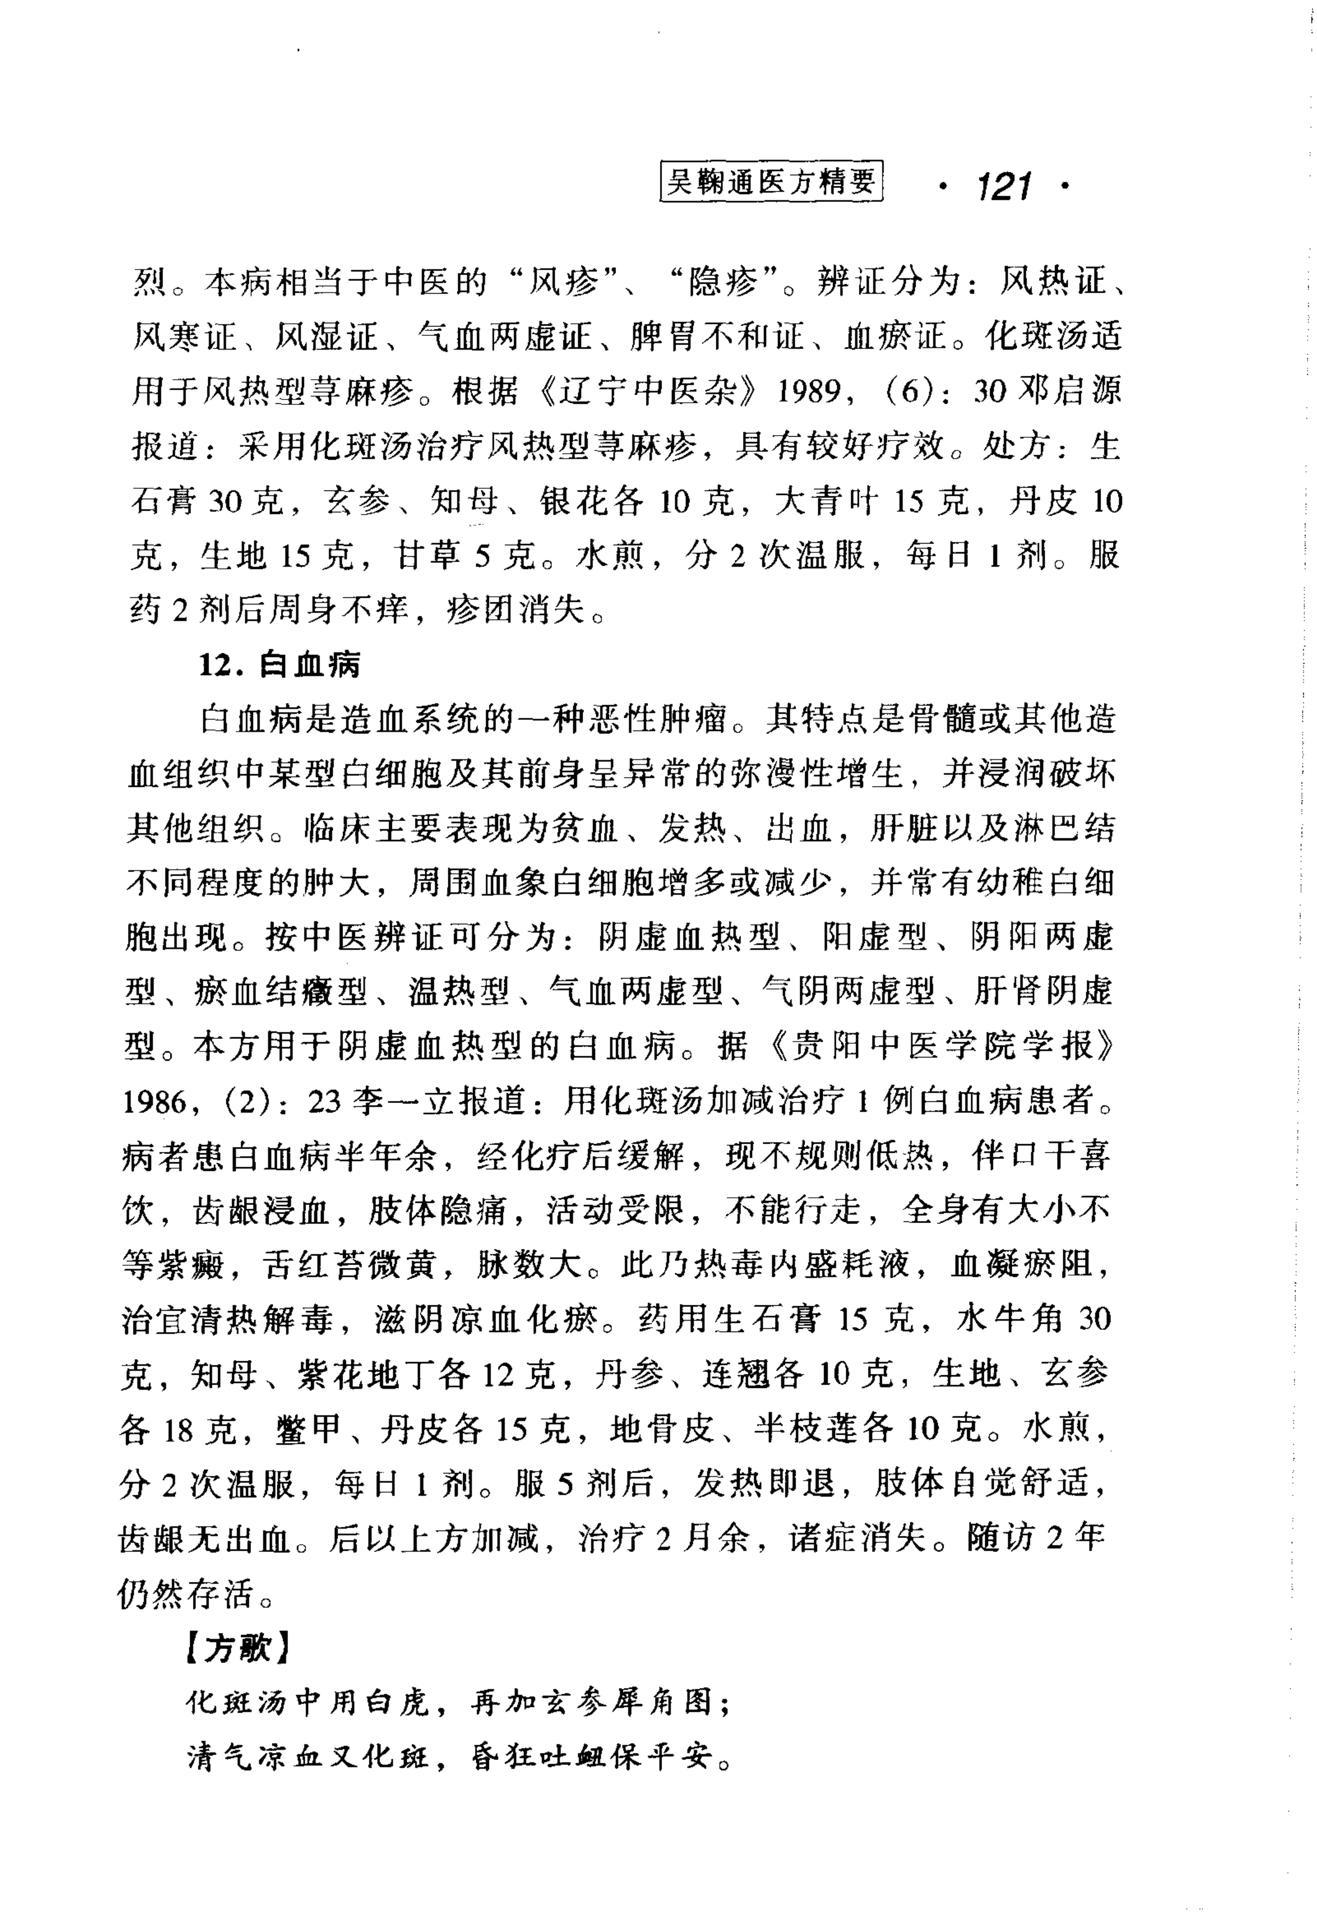 吴鞠通医方精要 · 121 ·
烈。本病相当于中医的“风疹”、“隐疹”。辨证分为：风热证、
风寒证、风湿证、气血两虚证、脾胃不和证、血瘀证。化斑汤适
用于风热型荨麻疹。根据《辽宁中医杂》1989，（6）：30 邓启源
报道：采用化斑汤治疗风热型荨麻疹，具有较好疗效。处方：生
石膏 30 克，玄参、知母、银花各 10 克，大青叶 15 克，丹皮 10
克，生地 15 克，甘草 5 克。水煎，分 2 次温服，每日 1 剂。服
药 2 剂后周身不痒，疹团消失。
12. 白血病
白血病是造血系统的一种恶性肿瘤。其特点是骨髓或其他造
血组织中某型白细胞及其前身呈异常的弥漫性增生，并浸润破坏
其他组织。临床主要表现为贫血、发热、出血，肝脏以及淋巴结
不同程度的肿大，周围血象白细胞增多或减少，并常有幼稚白细
胞出现。按中医辨证可分为：阴虚血热型、阳虚型、阴阳两虚
型、瘀血结癥型、温热型、气血两虚型、气阴两虚型、肝肾阴虚
型。本方用于阴虚血热型的白血病。据《贵阳中医学院学报》
1986，（2）：23 李一立报道：用化斑汤加减治疗 1 例白血病患者。
病者患白血病半年余，经化疗后缓解，现不规则低热，伴口干喜
饮，齿龈浸血，肢体隐痛，活动受限，不能行走，全身有大小不
等紫癜，舌红苔微黄，脉数大。此乃热毒内盛耗液，血凝瘀阻，
治宜清热解毒，滋阴凉血化瘀。药用生石膏 15 克，水牛角 30
克，知母、紫花地丁各 12 克，丹参、连翘各 10 克，生地、玄参
各 18 克，鳖甲、丹皮各 15 克，地骨皮、半枝莲各 10 克。水煎，
分 2 次温服，每日 1 剂。服 5 剂后，发热即退，肢体自觉舒适，
齿龈无出血。后以上方加减，治疗 2 月余，诸症消失。随访 2 年
仍然存活。
【方歌】
化斑汤中用白虎，再加玄参犀角图；
清气凉血又化斑，昏狂吐衄保平安。